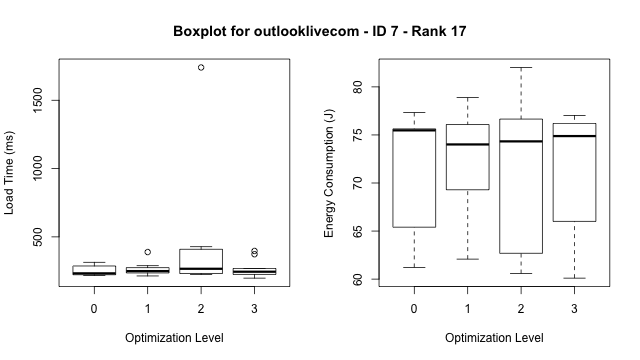 Boxplot for outlooklivecom - ID 7 - Rank 17
Load Time (ms)
1500
1000
500
0 1 2 3
Optimization Level
Energy Consumption (J)
80
75
70
65
60
0 1 2 3
Optimization Level